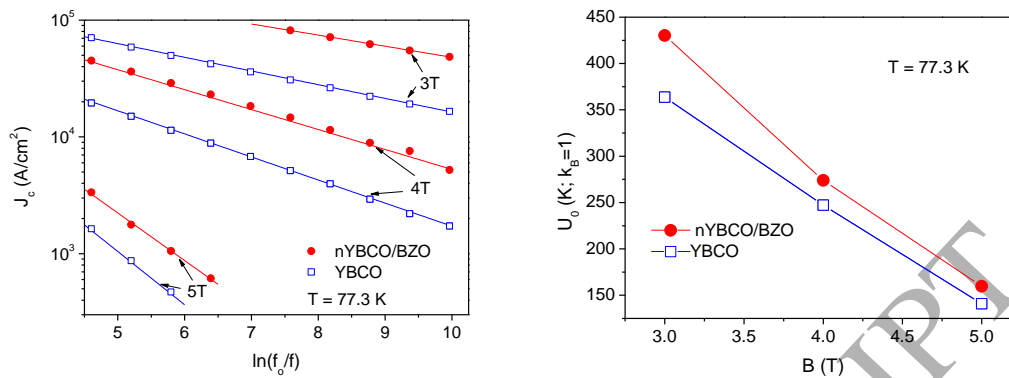 10^5
10^4
10^3
J_c (A/cm^2)
3T
4T
5T
nYBCO/BZO
YBCO
T = 77.3 K
5 6 7 8 9 10
ln(f_o/f)
450
400
350
300
250
200
150
U_0 (K; k_B=1)
T = 77.3 K
nYBCO/BZO
YBCO
3.0 3.5 4.0 4.5 5.0
B (T)
IPT